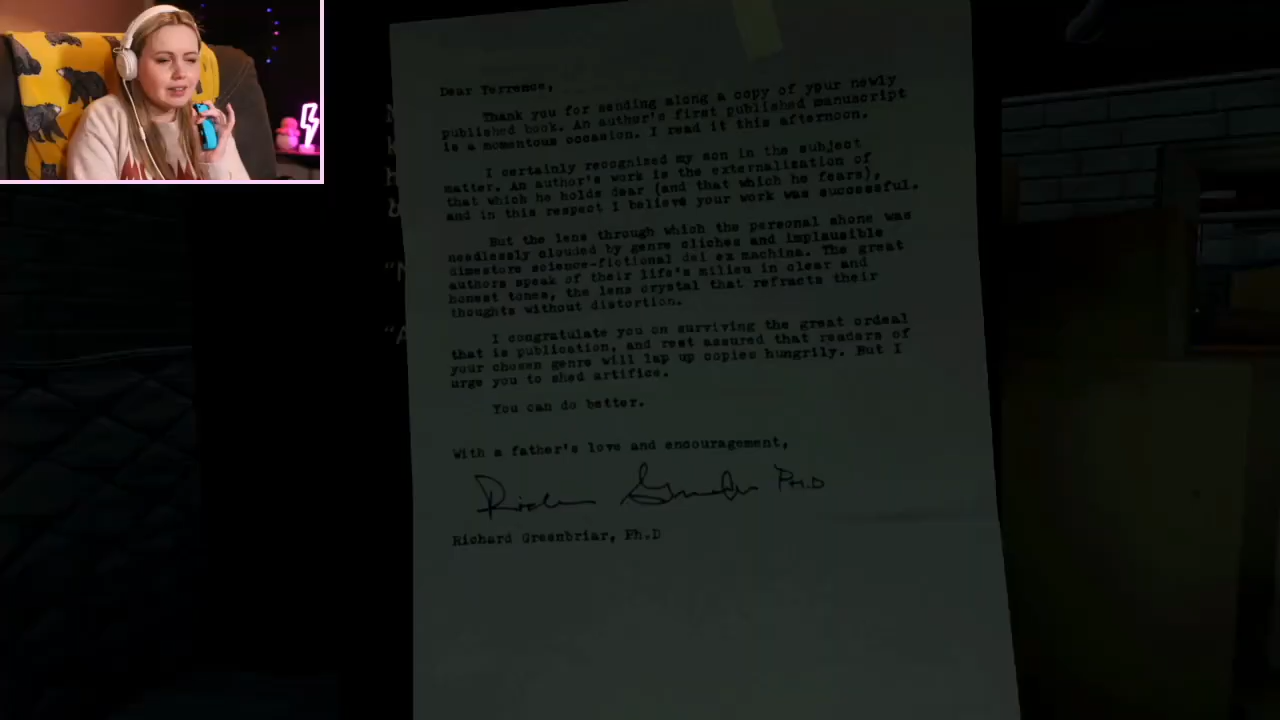 Dear Terrence,
Thank you for sending along a copy of your newly
published book. An author's first published manuscript
is a momentous occasion. I read it this afternoon.
I certainly recognized my son in the subject
matter. An author's work is the externalization of
that which he holds dear (and that which he fears),
and in this respect I believe your work was successful.
But the lens through which the personal shone was
needlessly clouded by genre cliches and implausible
dimestore science-fictional dei ex machina. The great
authors speak of their life's milieu in clear and
honest tones, the lens crystal that refracts their
thoughts without distortion.
I congratulate you on surviving the great ordeal
that is publication, and rest assured that readers of
your chosen genre will lap up copies hungrily. But I
urge you to shed artifice.
You can do better.
With a father's love and encouragement,
Richard Greenbriar PH.D
Richard Greenbriar, Ph.D